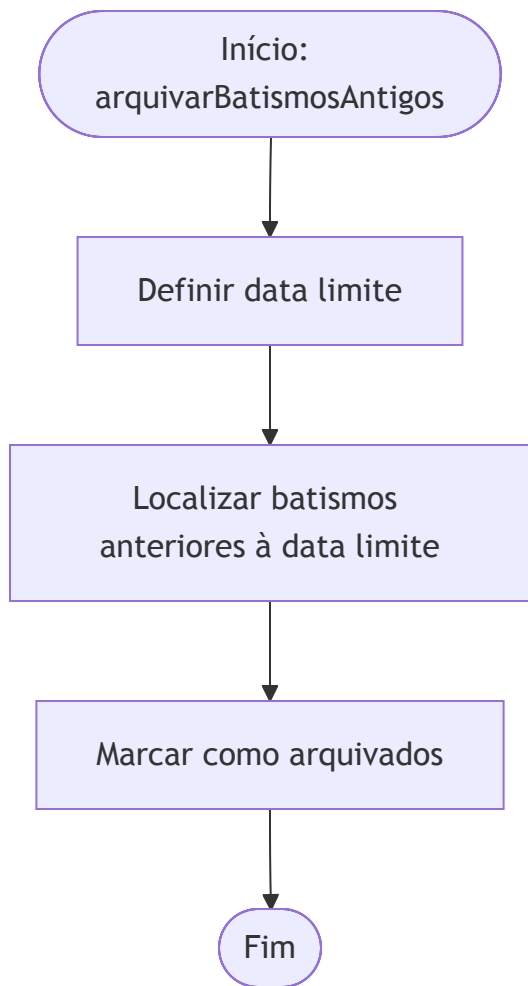 Início:
arquivarBatismosAntigos
Definir data limite
Localizar batismos
anteriores à data limite
Marcar como arquivados
Fim